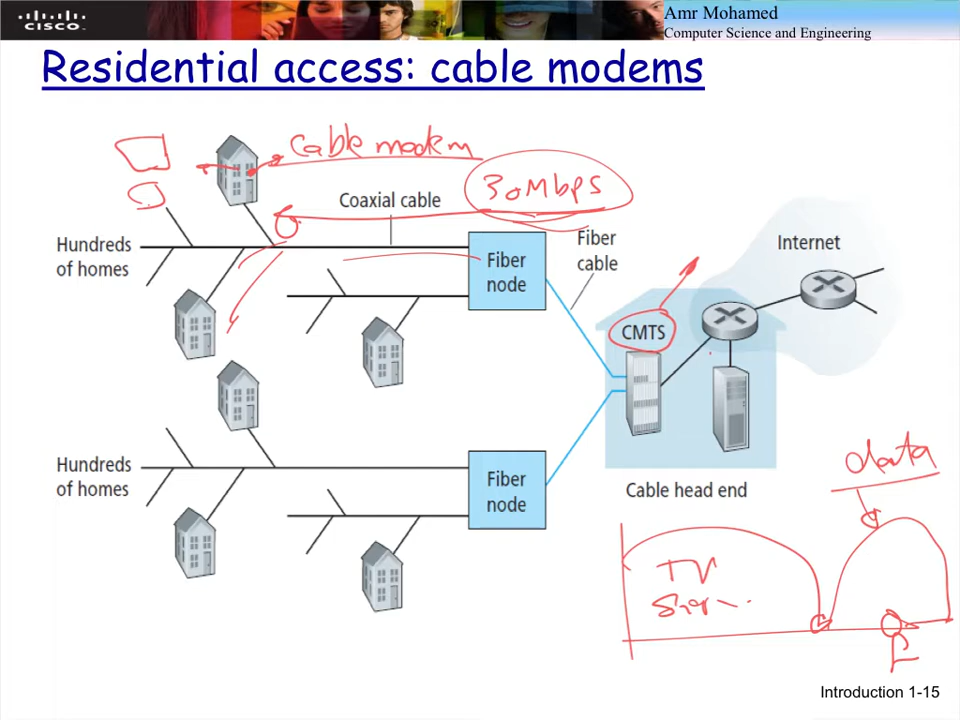 CISCO
Amr Mohamed
Computer Science and Engineering
Residential access: cable modems
cable modem
30Mbps
Coaxial cable
Hundreds
of homes
Fiber
node
Fiber
cable
Internet
CMTS
Hundreds
of homes
Fiber
node
Cable head end
data
TV
Introduction 1-15